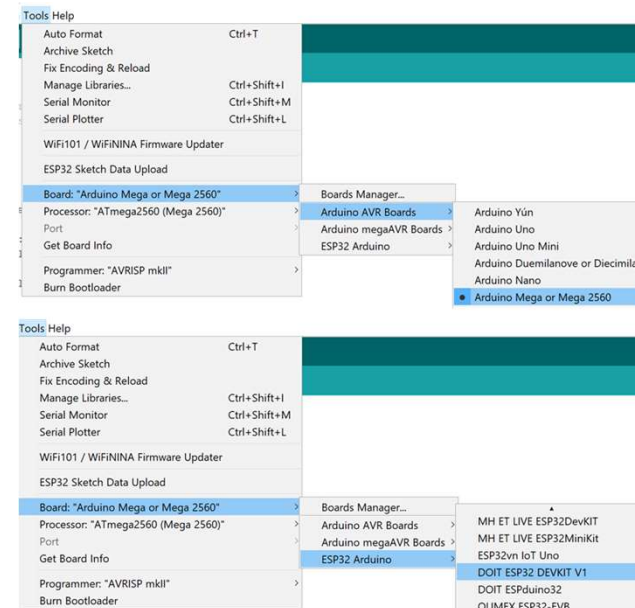 Tools Help
Auto Format Ctrl+T
Archive Sketch
Fix Encoding & Reload
Manage Libraries... Ctrl+Shift+I
Serial Monitor Ctrl+Shift+M
Serial Plotter Ctrl+Shift+L
WiFi101 / WiFiNINA Firmware Updater
ESP32 Sketch Data Upload
Board: "Arduino Mega or Mega 2560" > Boards Manager...
Processor: "ATmega2560 (Mega 2560)" > Arduino AVR Boards > Arduino Yún
Port > Arduino megaAVR Boards > Arduino Uno
Get Board Info ESP32 Arduino > Arduino Uno Mini
Arduino Duemilanove or Diecimila
Programmer: "AVRISP mkII" > Arduino Nano
Burn Bootloader ● Arduino Mega or Mega 2560
Tools Help
Auto Format Ctrl+T
Archive Sketch
Fix Encoding & Reload
Manage Libraries... Ctrl+Shift+I
Serial Monitor Ctrl+Shift+M
Serial Plotter Ctrl+Shift+L
WiFi101 / WiFiNINA Firmware Updater
ESP32 Sketch Data Upload
Board: "Arduino Mega or Mega 2560" > Boards Manager...
Processor: "ATmega2560 (Mega 2560)" > Arduino AVR Boards > MH ET LIVE ESP32DevKIT
Port > Arduino megaAVR Boards > MH ET LIVE ESP32MiniKit
Get Board Info ESP32 Arduino > ESP32vn IoT Uno
DOIT ESP32 DEVKIT V1
Programmer: "AVRISP mkII" > DOIT ESPduino32
Burn Bootloader OLIMEX ESP32-EVB